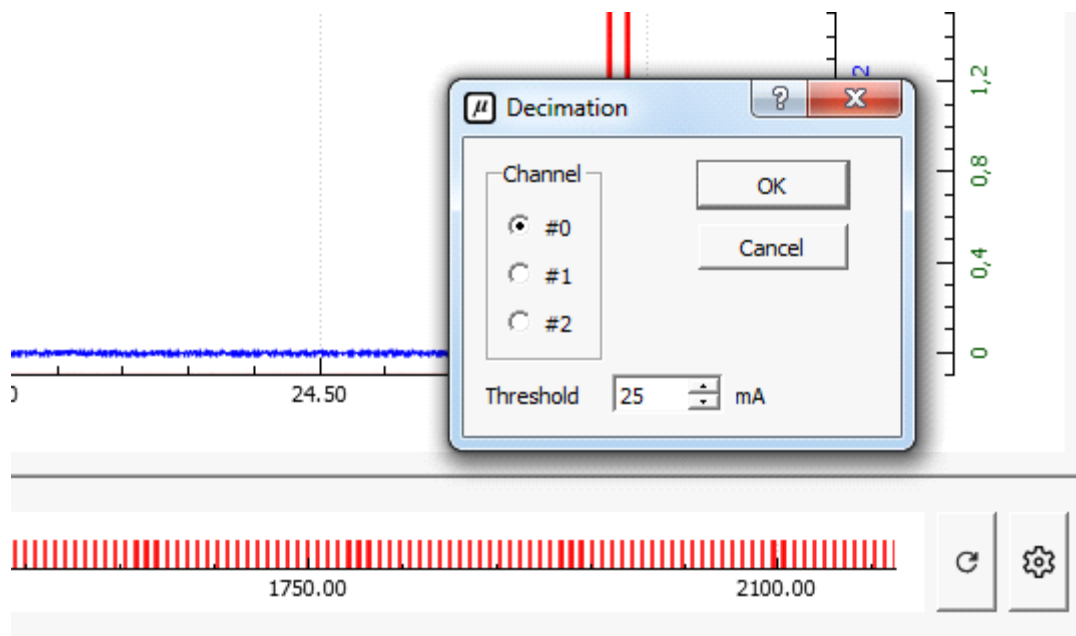 2
1,2
0,8
0,4
0
µ Decimation
Channel
#0
#1
#2
OK
Cancel
Threshold 25 mA
24.50
1750.00 2100.00